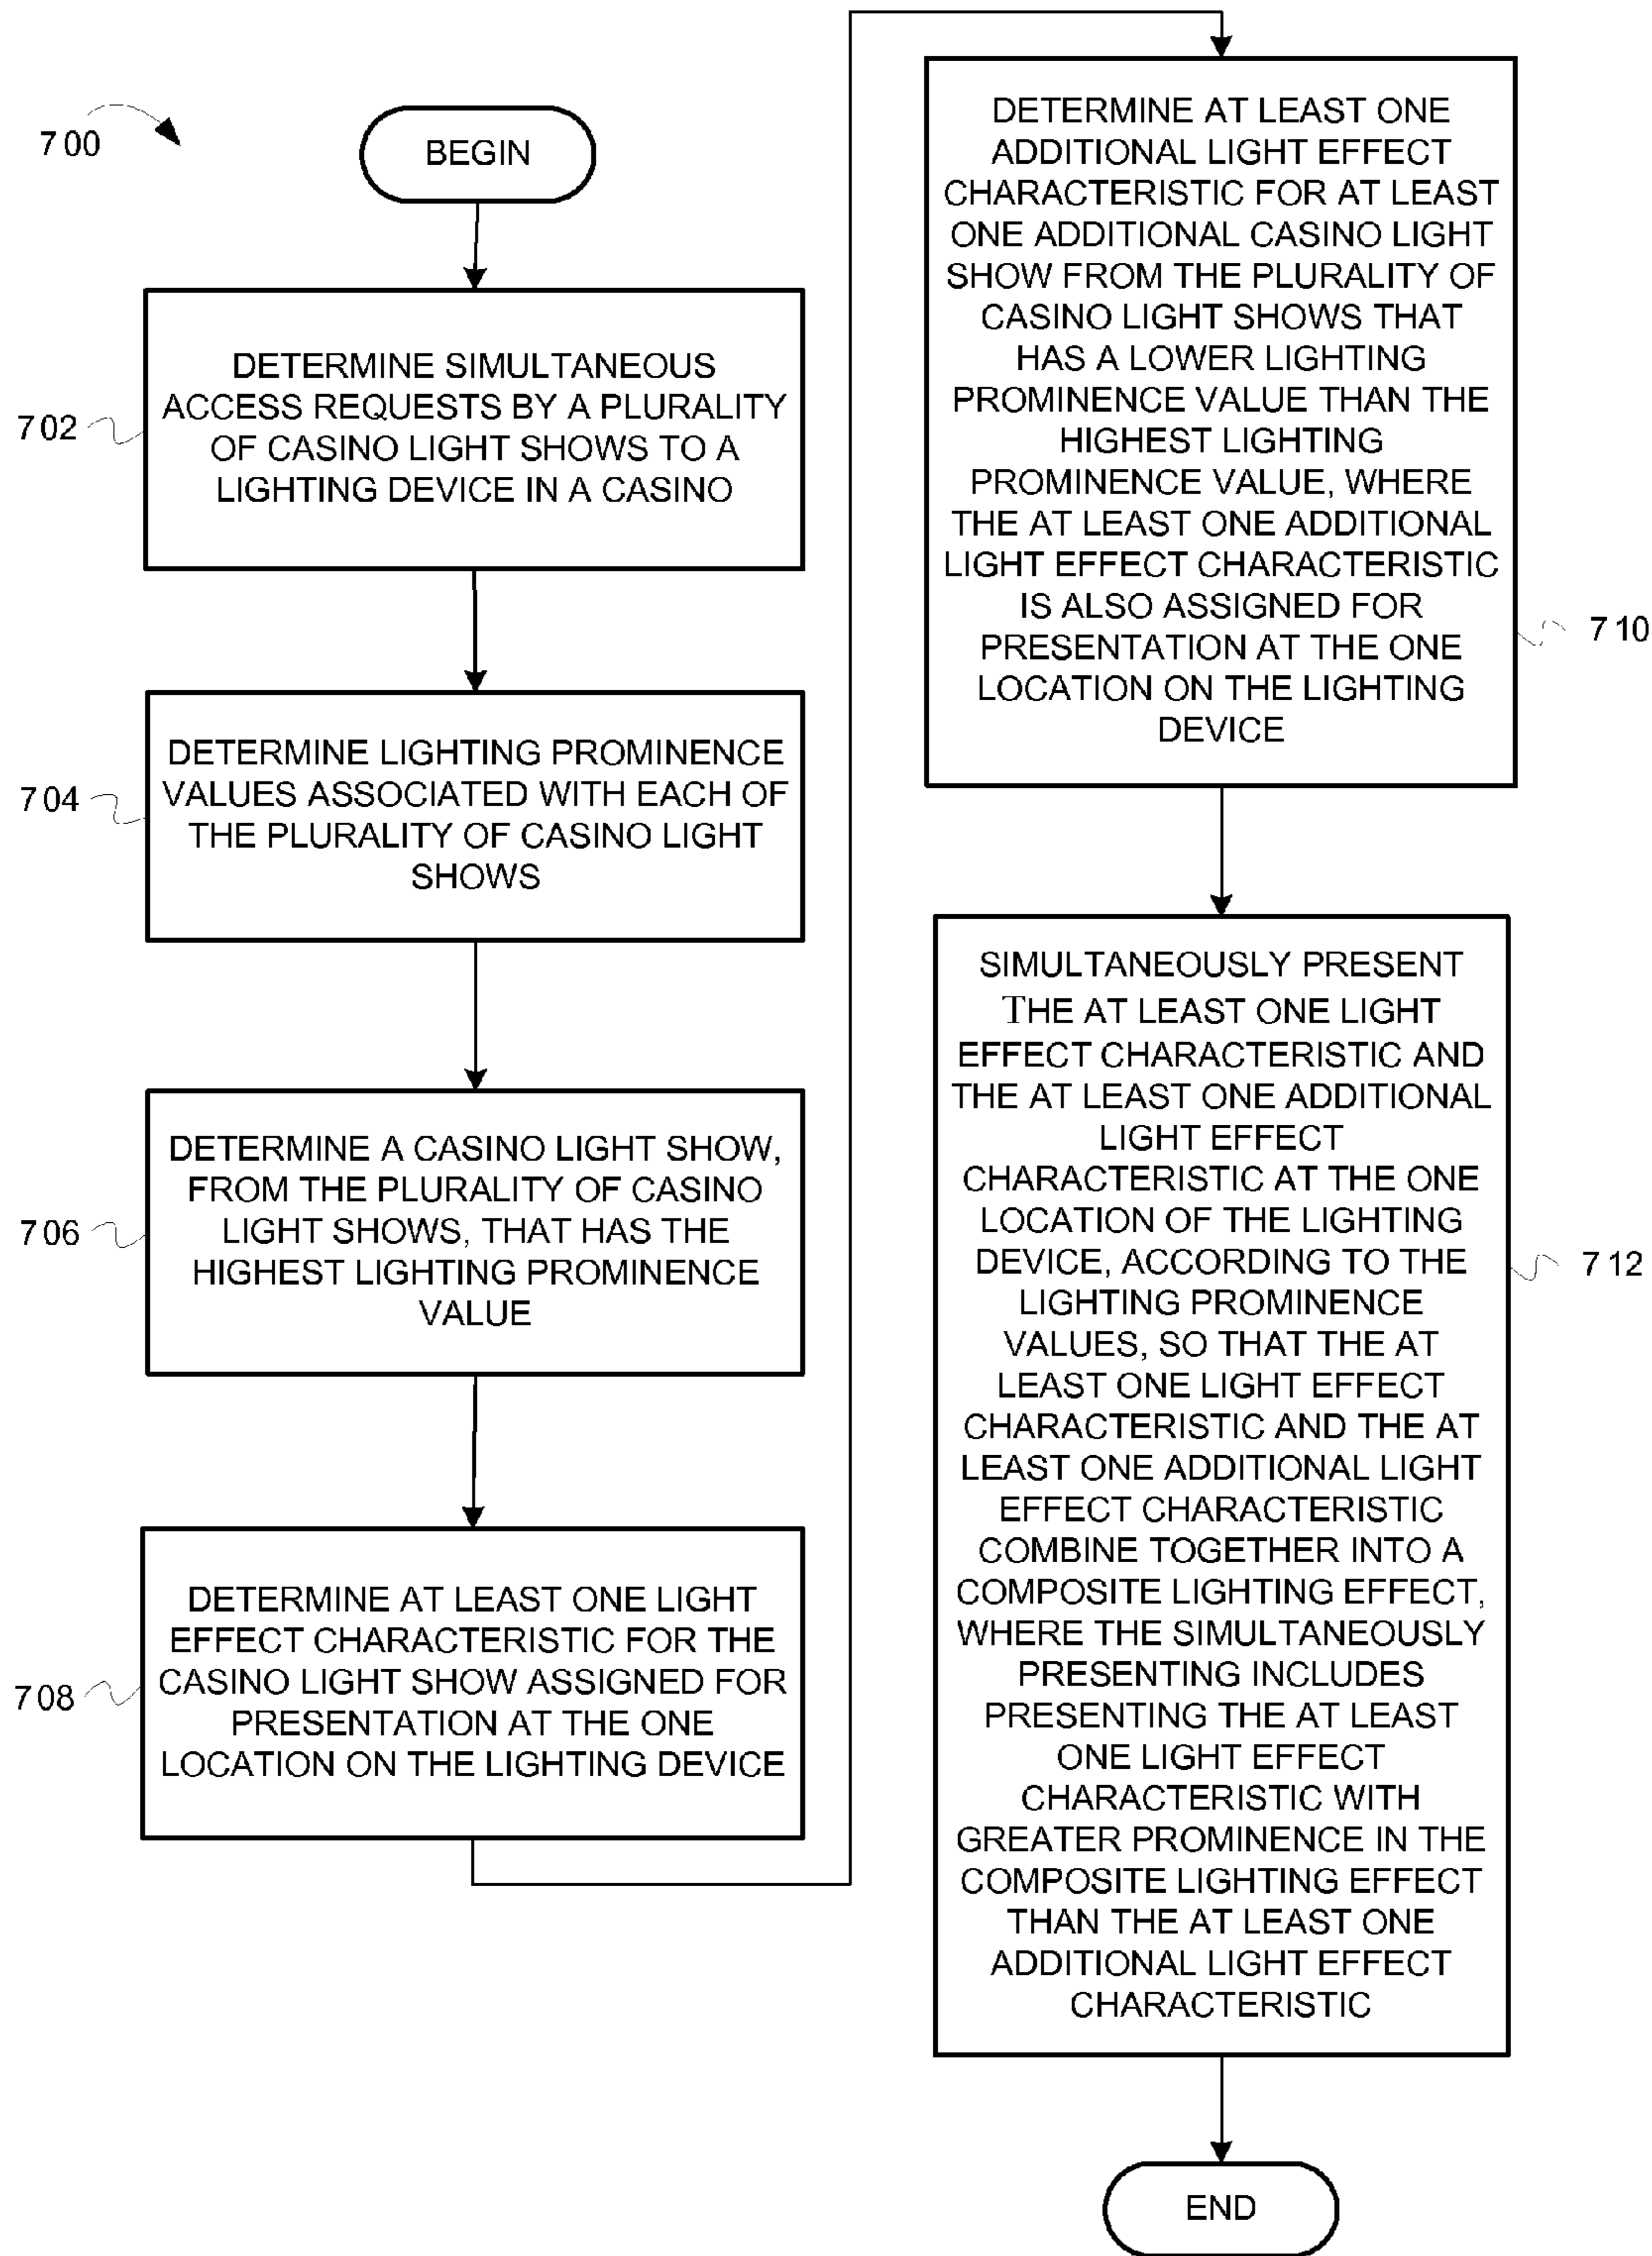 700
BEGIN
702
DETERMINE SIMULTANEOUS
ACCESS REQUESTS BY A PLURALITY
OF CASINO LIGHT SHOWS TO A
LIGHTING DEVICE IN A CASINO
704
DETERMINE LIGHTING PROMINENCE
VALUES ASSOCIATED WITH EACH OF
THE PLURALITY OF CASINO LIGHT
SHOWS
706
DETERMINE A CASINO LIGHT SHOW,
FROM THE PLURALITY OF CASINO
LIGHT SHOWS, THAT HAS THE
HIGHEST LIGHTING PROMINENCE
VALUE
708
DETERMINE AT LEAST ONE LIGHT
EFFECT CHARACTERISTIC FOR THE
CASINO LIGHT SHOW ASSIGNED FOR
PRESENTATION AT THE ONE
LOCATION ON THE LIGHTING DEVICE
DETERMINE AT LEAST ONE
ADDITIONAL LIGHT EFFECT
CHARACTERISTIC FOR AT LEAST
ONE ADDITIONAL CASINO LIGHT
SHOW FROM THE PLURALITY OF
CASINO LIGHT SHOWS THAT
HAS A LOWER LIGHTING
PROMINENCE VALUE THAN THE
HIGHEST LIGHTING
PROMINENCE VALUE, WHERE
THE AT LEAST ONE ADDITIONAL
LIGHT EFFECT CHARACTERISTIC
IS ALSO ASSIGNED FOR
PRESENTATION AT THE ONE
LOCATION ON THE LIGHTING
DEVICE
710
SIMULTANEOUSLY PRESENT
THE AT LEAST ONE LIGHT
EFFECT CHARACTERISTIC AND
THE AT LEAST ONE ADDITIONAL
LIGHT EFFECT
CHARACTERISTIC AT THE ONE
LOCATION OF THE LIGHTING
DEVICE, ACCORDING TO THE
LIGHTING PROMINENCE
VALUES, SO THAT THE AT
LEAST ONE LIGHT EFFECT
CHARACTERISTIC AND THE AT
LEAST ONE ADDITIONAL LIGHT
EFFECT CHARACTERISTIC
COMBINE TOGETHER INTO A
COMPOSITE LIGHTING EFFECT,
WHERE THE SIMULTANEOUSLY
PRESENTING INCLUDES
PRESENTING THE AT LEAST
ONE LIGHT EFFECT
CHARACTERISTIC WITH
GREATER PROMINENCE IN THE
COMPOSITE LIGHTING EFFECT
THAN THE AT LEAST ONE
ADDITIONAL LIGHT EFFECT
CHARACTERISTIC
712
END